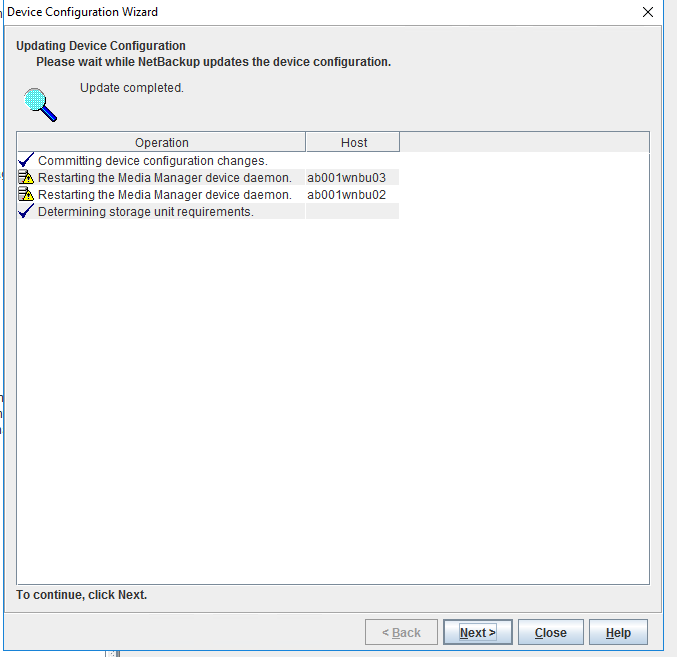 Device Configuration Wizard
Updating Device Configuration
Please wait while NetBackup updates the device configuration.
Update completed.
Operation Host
Committing device configuration changes.
Restarting the Media Manager device daemon. ab001wnbu03
Restarting the Media Manager device daemon. ab001wnbu02
Determining storage unit requirements.
To continue, click Next.
< Back Next > Close Help